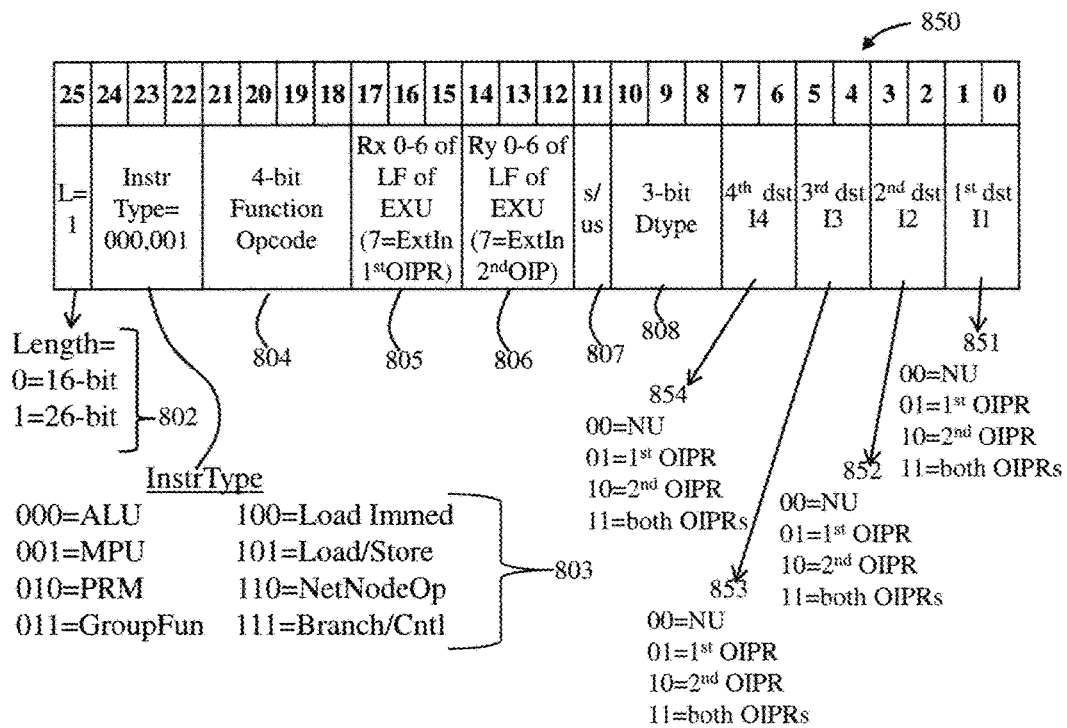 850
25 24 23 22 21 20 19 18 17 16 15 14 13 12 11 10 9 8 7 6 5 4 3 2 1 0
L=
1
Instr
Type=
000,001
4-bit
Function
Opcode
Rx 0-6 of
LF of
EXU
(7=ExtIn
1stOIPR)
Ry 0-6 of
LF of
EXU
(7=ExtIn
2ndOIP)
s/
us
3-bit
Dtype
4th dst
I4
3rd dst
I3
2nd dst
I2
1st dst
I1
Length=
0=16-bit
1=26-bit
802
804
805
806
807
808
InstrType
000=ALU
001=MPU
010=PRM
011=GroupFun
100=Load Immed
101=Load/Store
110=NetNodeOp
111=Branch/Cntl
803
854
00=NU
01=1st OIPR
10=2nd OIPR
11=both OIPRs
853
00=NU
01=1st OIPR
10=2nd OIPR
11=both OIPRs
852
00=NU
01=1st OIPR
10=2nd OIPR
11=both OIPRs
851
00=NU
01=1st OIPR
10=2nd OIPR
11=both OIPRs